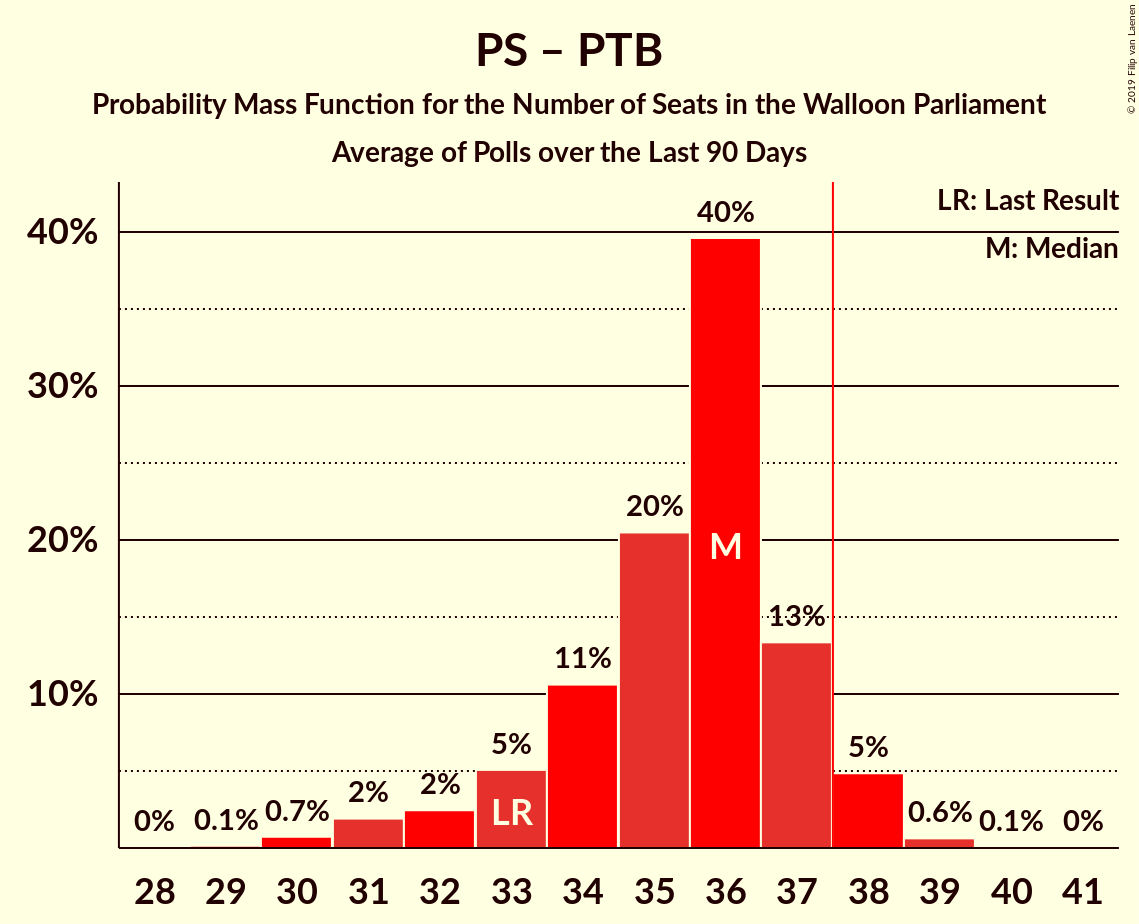 PS – PTB
Probability Mass Function for the Number of Seats in the Walloon Parliament
Average of Polls over the Last 90 Days
© 2019 Filip van Laenen
LR: Last Result
M: Median
40%
30%
20%
10%
0%
0.1%
0.7%
2%
2%
5%
11%
20%
40%
13%
5%
0.6%
0.1%
0%
LR
M
28 29 30 31 32 33 34 35 36 37 38 39 40 41